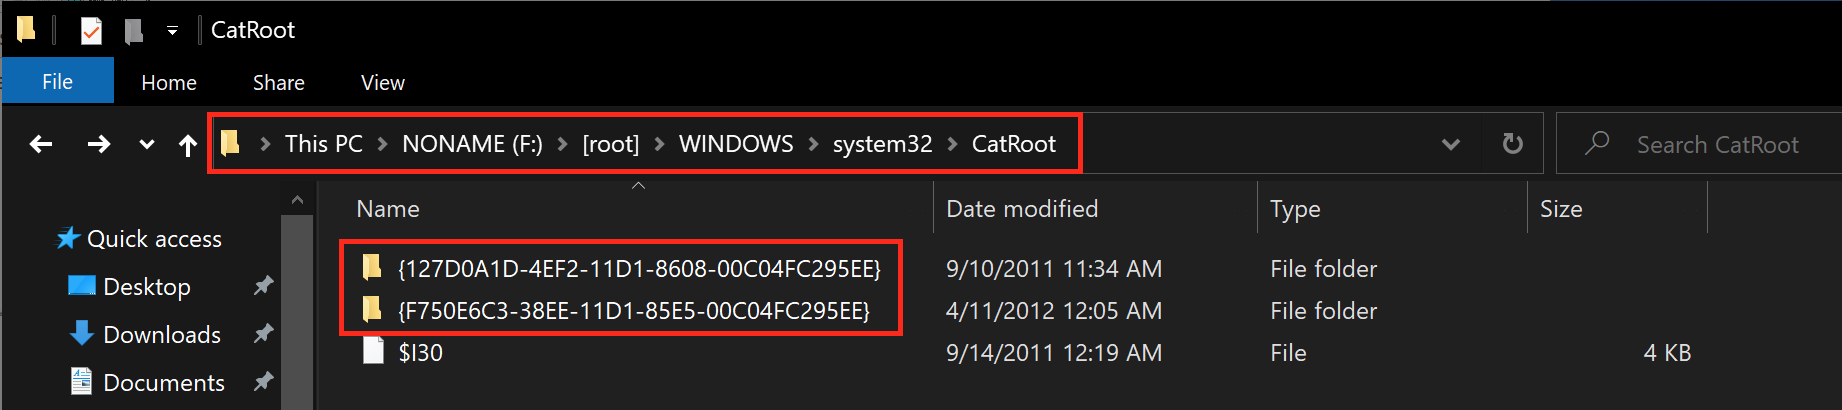 CatRoot
File Home Share View
This PC NONAME (F:) [root] WINDOWS system32 CatRoot Search CatRoot
Name Date modified Type Size
Quick access
{127D0A1D-4EF2-11D1-8608-00C04FC295EE} 9/10/2011 11:34 AM File folder
Desktop
{F750E6C3-38EE-11D1-85E5-00C04FC295EE} 4/11/2012 12:05 AM File folder
Downloads
$I30 9/14/2011 12:19 AM File 4 KB
Documents